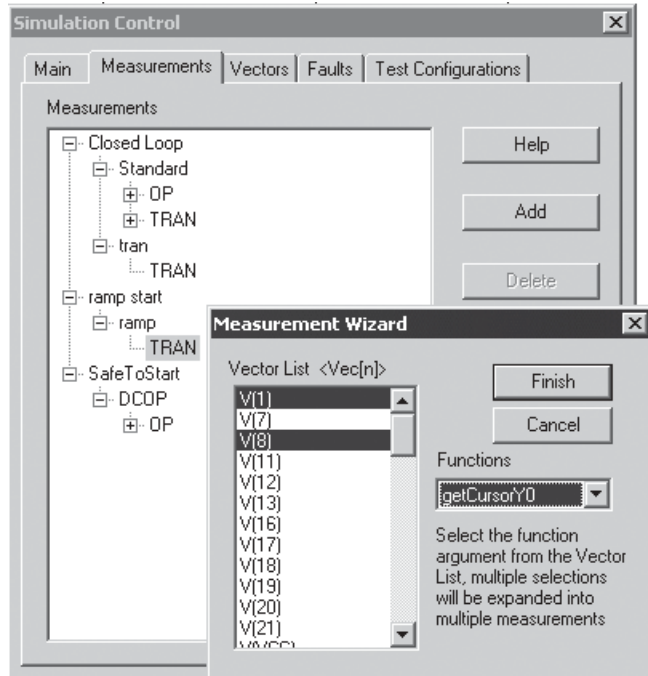 Simulation Control
Main Measurements Vectors Faults Test Configurations
Measurements
Closed Loop
Standard
OP
TRAN
tran
TRAN
ramp start
ramp
TRAN
SafeToStart
DCOP
OP
Help
Add
Delete
Measurement Wizard
Vector List <Vec[n]>
V(1)
V(7)
V(8)
V(11)
V(12)
V(13)
V(16)
V(17)
V(18)
V(19)
V(20)
V(21)
Finish
Cancel
Functions
getCursorY0
Select the function
argument from the Vector
List, multiple selections
will be expanded into
multiple measurements